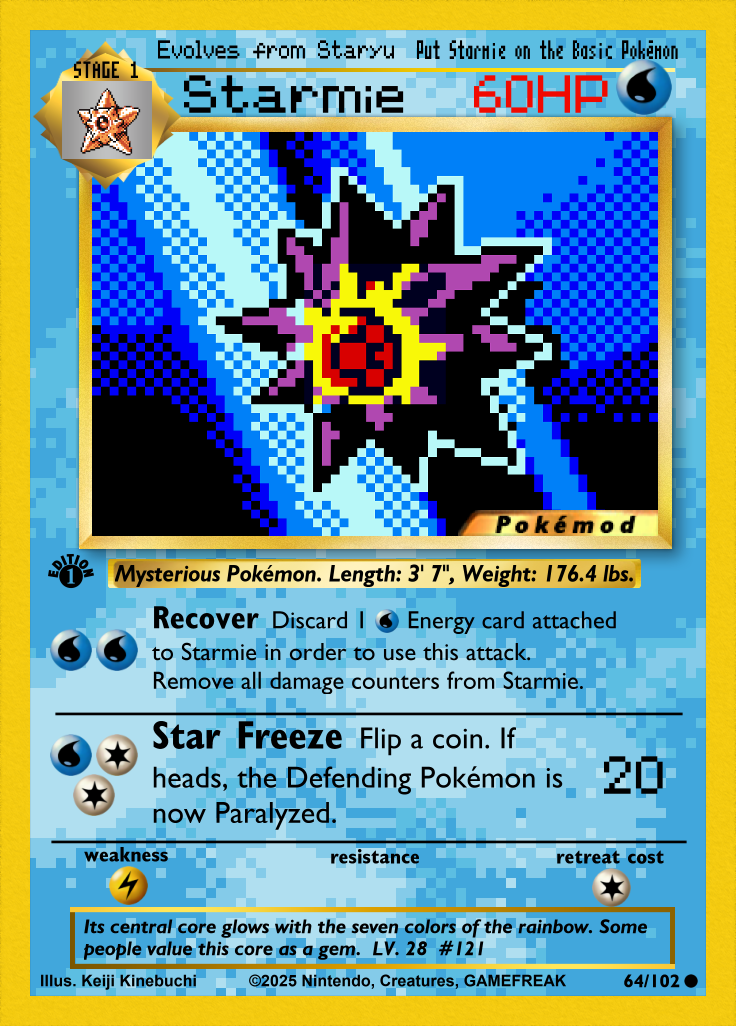 Evolves from Staryu Put Starmie on the Basic Pokémon
STAGE 1
Starmie 60HP
Pokémod
EDITION 1
Mysterious Pokémon. Length: 3' 7", Weight: 176.4 lbs.
Recover Discard 1 Energy card attached
to Starmie in order to use this attack.
Remove all damage counters from Starmie.
Star Freeze Flip a coin. If
heads, the Defending Pokémon is
now Paralyzed.
20
weakness resistance retreat cost
Its central core glows with the seven colors of the rainbow. Some
people value this core as a gem. LV. 28 #121
Illus. Keiji Kinebuchi ©2025 Nintendo, Creatures, GAMEFREAK 64/102